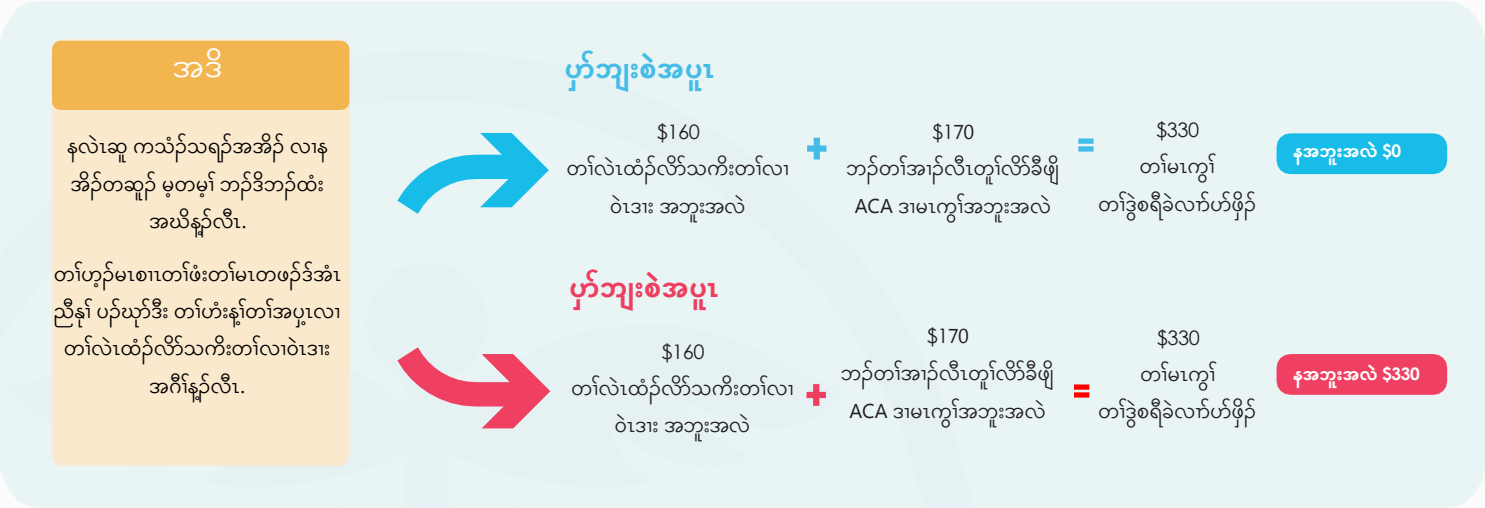 အဒိ
နလဲၤဆူ ကသံၣ်သရၣ်အအိၣ် လၢန
အိၣ်တဆူၣ် မ့တမ့ၢ် ဘၣ်ဒိဘၣ်ထံး
အဃိန့ၣ်လီၤ.
တၢ်ဟ့ၣ်မၤစၢၤတၢ်ဖံးတၢ်မၤတဖၣ်ဒ်အံၤ
ညီနုၢ် ပၣ်ဃုာ်ဒီး တၢ်ဟံးန့ၢ်တၢ်အပှ့ၤလၢ
တၢ်လဲၤထံၣ်လိာ်သကိးတၢ်လၢဝဲၤဒၢး
အဂီၢ်န့ၣ်လီၤ.
ပှာ်ဘျးစဲအပူၤ
$160
တၢ်လဲၤထံၣ်လိာ်သကိးတၢ်လၢ
ဝဲၤဒၢး အဘူးအလဲ
+
$170
ဘၣ်တၢ်အၢၣ်လီၤတူၢ်လိာ်ခီဖျိ
ACA ဒၢမၤကွၢ်အဘူးအလဲ
=
$330
တၢ်မၤကွၢ်
တၢ်ဒွဲစရီခဲလၢာ်ဟ်ဖှိၣ်
နအဘူးအလဲ $0
ပှာ်ဘျးစဲအပူၤ
$160
တၢ်လဲၤထံၣ်လိာ်သကိးတၢ်လၢ
ဝဲၤဒၢး အဘူးအလဲ
+
$170
ဘၣ်တၢ်အၢၣ်လီၤတူၢ်လိာ်ခီဖျိ
ACA ဒၢမၤကွၢ်အဘူးအလဲ
=
$330
တၢ်မၤကွၢ်
တၢ်ဒွဲစရီခဲလၢာ်ဟ်ဖှိၣ်
နအဘူးအလဲ $330